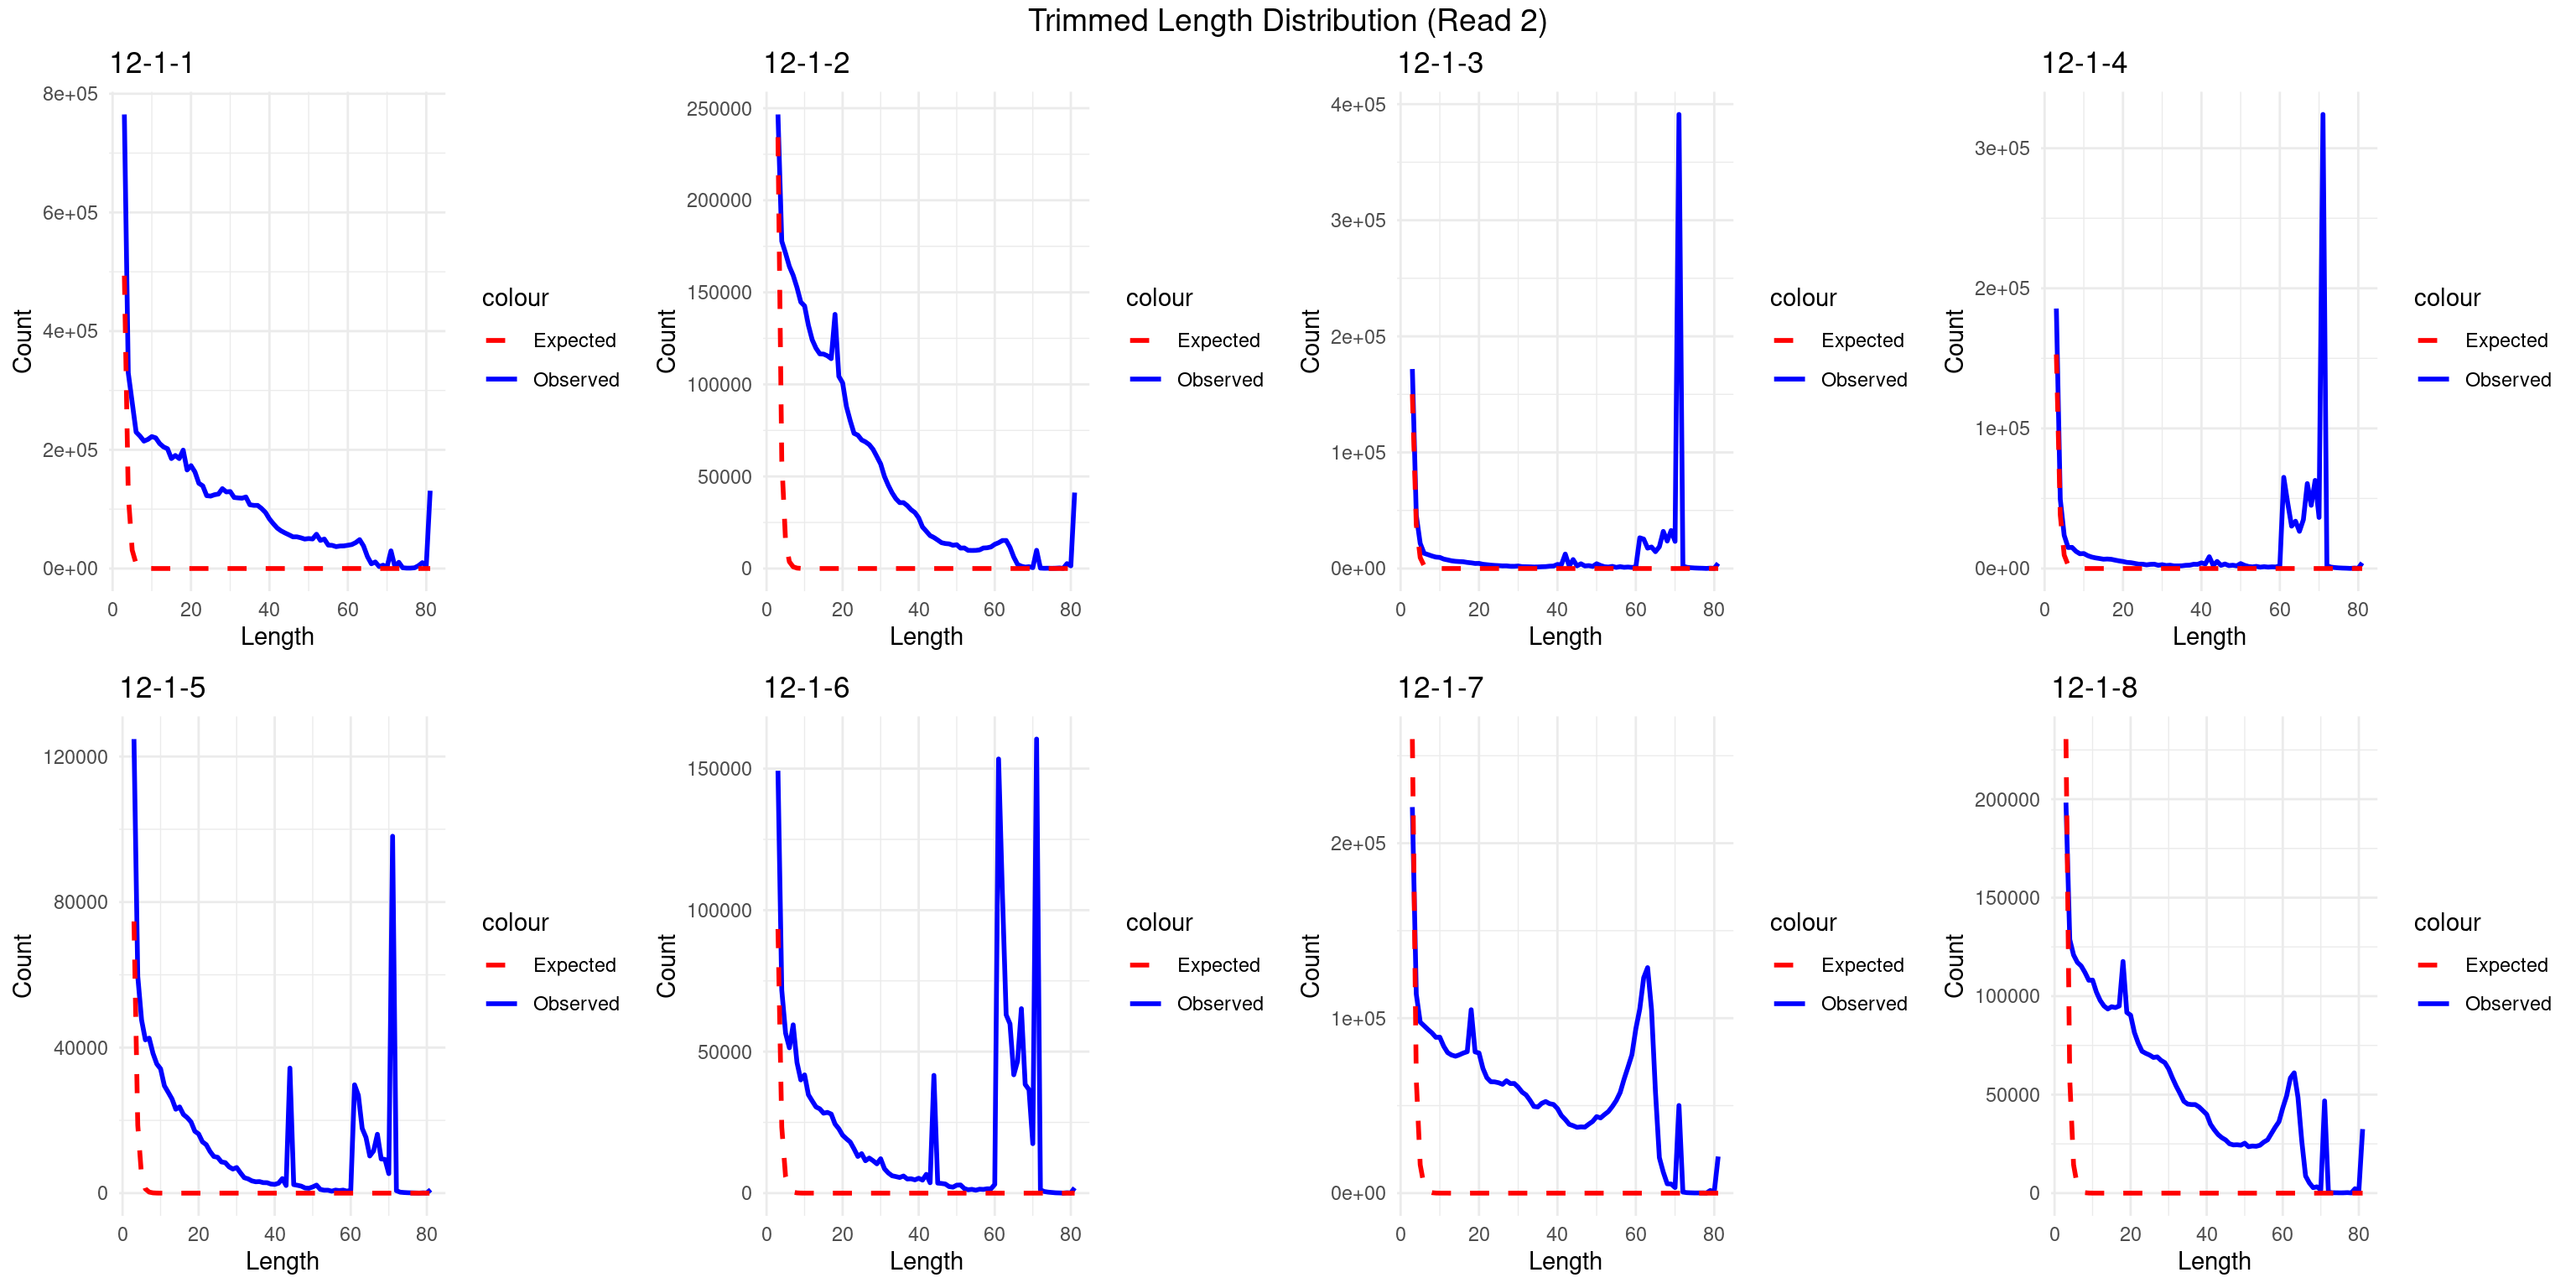 Trimmed Length Distribution (Read 2)
12-1-1
8e+05
6e+05
4e+05
2e+05
0e+00
Count
0 20 40 60 80
Length
colour
Expected
Observed
12-1-2
250000
200000
150000
100000
50000
0
Count
0 20 40 60 80
Length
colour
Expected
Observed
12-1-3
4e+05
3e+05
2e+05
1e+05
0e+00
Count
0 20 40 60 80
Length
colour
Expected
Observed
12-1-4
3e+05
2e+05
1e+05
0e+00
Count
0 20 40 60 80
Length
colour
Expected
Observed
12-1-5
120000
80000
40000
0
Count
0 20 40 60 80
Length
colour
Expected
Observed
12-1-6
150000
100000
50000
0
Count
0 20 40 60 80
Length
colour
Expected
Observed
12-1-7
2e+05
1e+05
0e+00
Count
0 20 40 60 80
Length
colour
Expected
Observed
12-1-8
200000
150000
100000
50000
0
Count
0 20 40 60 80
Length
colour
Expected
Observed